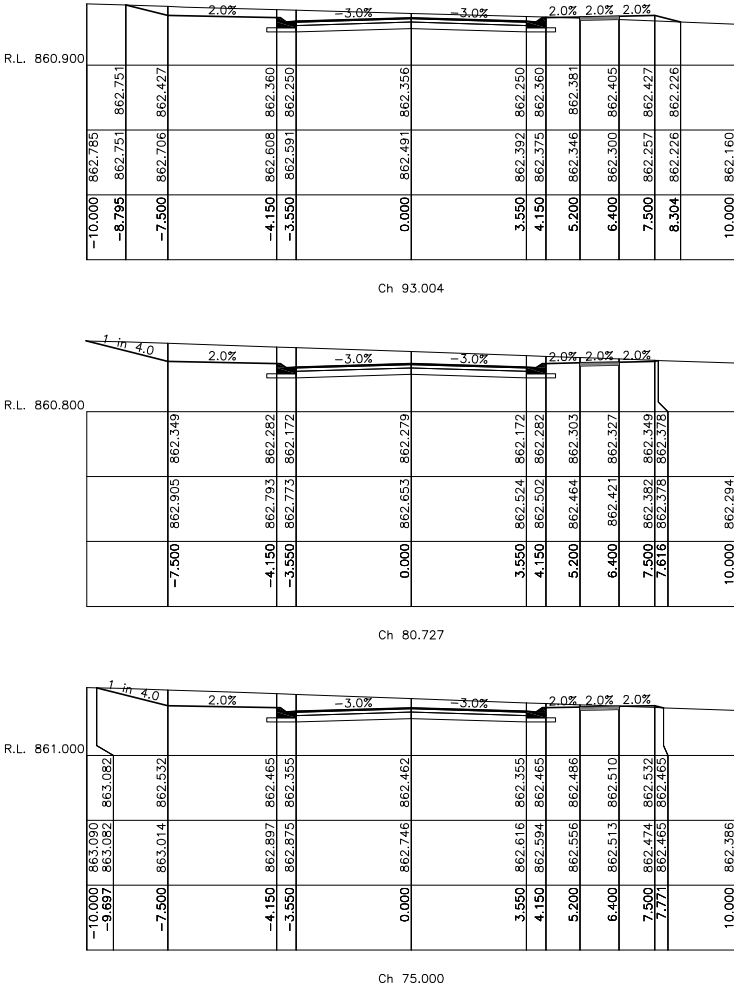 2.0% -3.0% -3.0% 2.0% 2.0% 2.0%
R.L. 860.900
862.751 862.427 862.360 862.250 862.356 862.250 862.360 862.381 862.405 862.427 862.226
862.785 862.751 862.706 862.608 862.591 862.491 862.392 862.375 862.346 862.300 862.257 862.226 862.160
-10.000 -8.795 -7.500 -4.150 -3.550 0.000 3.550 4.150 5.200 6.400 7.500 8.304 10.000
Ch 93.004
1 in 4.0 2.0% -3.0% -3.0% 2.0% 2.0% 2.0%
R.L. 860.800
862.349 862.282 862.172 862.279 862.172 862.282 862.303 862.327 862.349 862.378
862.905 862.793 862.773 862.653 862.524 862.502 862.464 862.421 862.382 862.378 862.294
-7.500 -4.150 -3.550 0.000 3.550 4.150 5.200 6.400 7.500 7.616 10.000
Ch 80.727
1 in 4.0 2.0% -3.0% -3.0% 2.0% 2.0% 2.0%
R.L. 861.000
863.082 862.532 862.465 862.355 862.462 862.355 862.465 862.486 862.510 862.532 862.465
863.090 863.082 863.014 862.897 862.875 862.746 862.616 862.594 862.556 862.513 862.474 862.465 862.386
-10.000 -9.697 -7.500 -4.150 -3.550 0.000 3.550 4.150 5.200 6.400 7.500 7.771 10.000
Ch 75.000